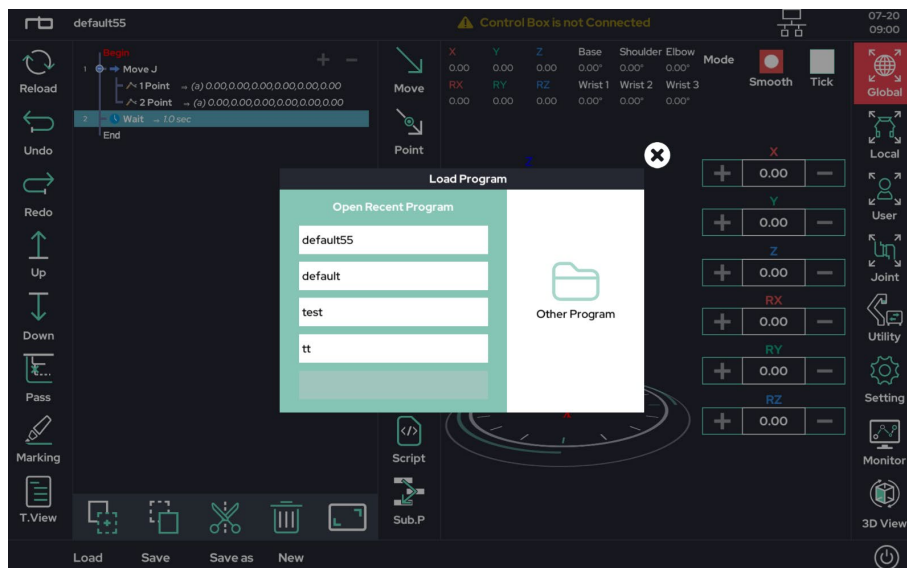 default55
Control Box is not Connected
07-20
09:00
Reload
Undo
Redo
Up
Down
Pass
Marking
T.View
Begin
1 Move J
1 Point → (a) 0.00,0.00,0.00,0.00,0.00,0.00
2 Point → (a) 0.00,0.00,0.00,0.00,0.00,0.00
2 Wait → 1.0 sec
End
Move
Point
Script
Sub.P
X Y Z Base Shoulder Elbow
0.00 0.00 0.00 0.00° 0.00° 0.00°
RX RY RZ Wrist 1 Wrist 2 Wrist 3
0.00 0.00 0.00 0.00° 0.00° 0.00°
Mode
Smooth
Tick
Z
X
Load Program
Open Recent Program
default55
default
test
tt
Other Program
X
+ 0.00 −
Y
+ 0.00 −
Z
+ 0.00 −
RX
+ 0.00 −
RY
+ 0.00 −
RZ
+ 0.00 −
Global
Local
User
Joint
Utility
Setting
Monitor
3D View
Load Save Save as New